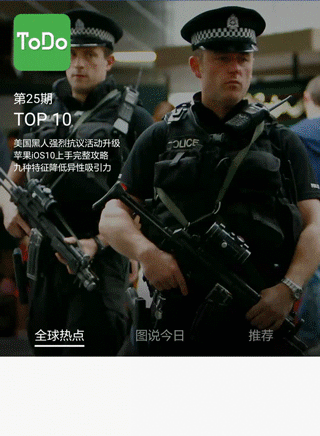 ToDo
第25期
TOP 10
美国黑人强烈抗议活动升级
苹果iOS10上手完整攻略
九种特征降低异性吸引力
POLICE
全球热点
图说今日
推荐